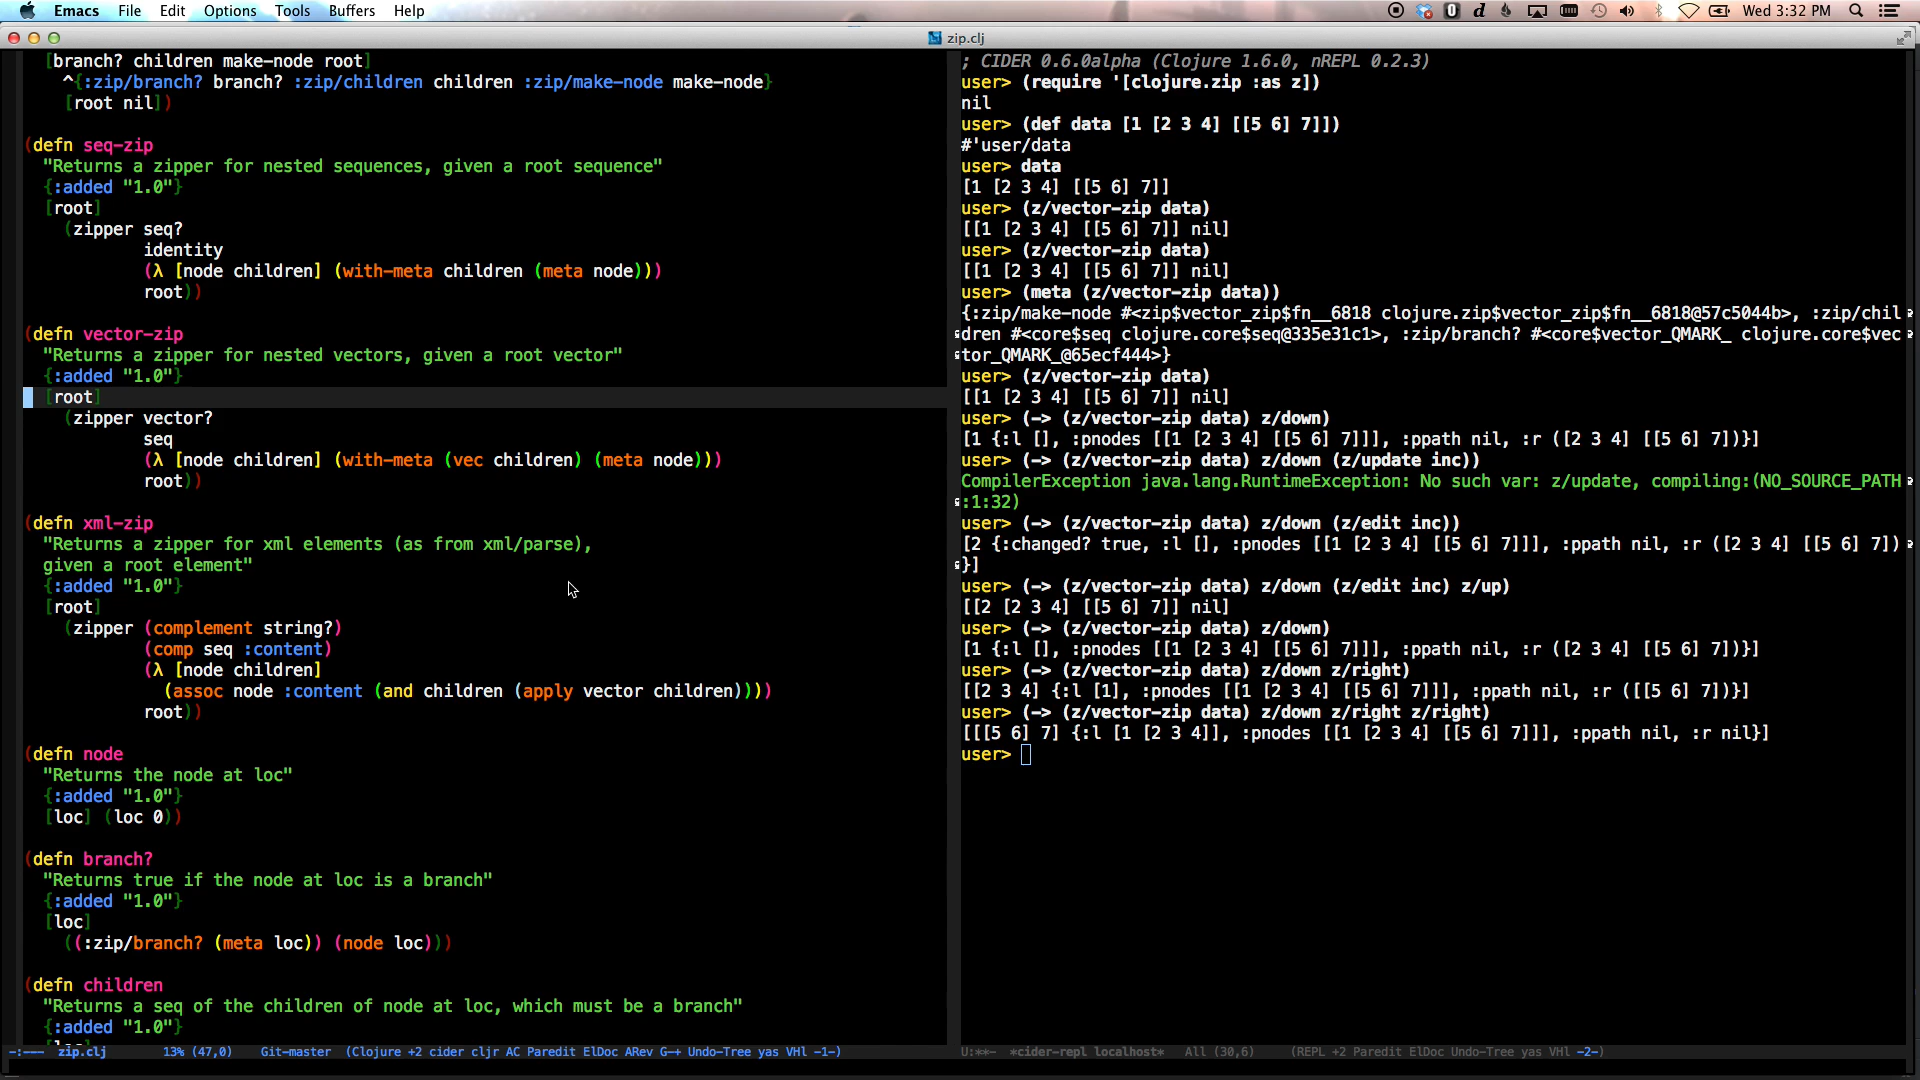 Emacs File Edit Options Tools Buffers Help Wed 3:32 PM
zip.clj
[branch? children make-node root]
^{:zip/branch? branch? :zip/children children :zip/make-node make-node}
[root nil])
(defn seq-zip
"Returns a zipper for nested sequences, given a root sequence"
{:added "1.0"}
[root]
(zipper seq?
identity
(λ [node children] (with-meta children (meta node)))
root))
(defn vector-zip
"Returns a zipper for nested vectors, given a root vector"
{:added "1.0"}
[root]
(zipper vector?
seq
(λ [node children] (with-meta (vec children) (meta node)))
root))
(defn xml-zip
"Returns a zipper for xml elements (as from xml/parse),
given a root element"
{:added "1.0"}
[root]
(zipper (complement string?)
(comp seq :content)
(λ [node children]
(assoc node :content (and children (apply vector children))))
root))
(defn node
"Returns the node at loc"
{:added "1.0"}
[loc] (loc 0))
(defn branch?
"Returns true if the node at loc is a branch"
{:added "1.0"}
[loc]
((:zip/branch? (meta loc)) (node loc)))
(defn children
"Returns a seq of the children of node at loc, which must be a branch"
{:added "1.0"}
-:--- zip.clj 13% (47,0) Git-master (Clojure +2 cider cljr AC Paredit ElDoc ARev G-+ Undo-Tree yas VHl -1-)
; CIDER 0.6.0alpha (Clojure 1.6.0, nREPL 0.2.3)
user> (require '[clojure.zip :as z])
nil
user> (def data [1 [2 3 4] [[5 6] 7]])
#'user/data
user> data
[1 [2 3 4] [[5 6] 7]]
user> (z/vector-zip data)
[[1 [2 3 4] [[5 6] 7]] nil]
user> (z/vector-zip data)
[[1 [2 3 4] [[5 6] 7]] nil]
user> (meta (z/vector-zip data))
{:zip/make-node #<zip$vector_zip$fn__6818 clojure.zip$vector_zip$fn__6818@57c5044b>, :zip/chil
dren #<core$seq clojure.core$seq@335e31c1>, :zip/branch? #<core$vector_QMARK_ clojure.core$vec
tor_QMARK_@65ecf444>}
user> (z/vector-zip data)
[[1 [2 3 4] [[5 6] 7]] nil]
user> (-> (z/vector-zip data) z/down)
[1 {:l [], :pnodes [[1 [2 3 4] [[5 6] 7]]], :ppath nil, :r ([2 3 4] [[5 6] 7])}]
user> (-> (z/vector-zip data) z/down (z/update inc))
CompilerException java.lang.RuntimeException: No such var: z/update, compiling:(NO_SOURCE_PATH
:1:32)
user> (-> (z/vector-zip data) z/down (z/edit inc))
[2 {:changed? true, :l [], :pnodes [[1 [2 3 4] [[5 6] 7]]], :ppath nil, :r ([2 3 4] [[5 6] 7])
}]
user> (-> (z/vector-zip data) z/down (z/edit inc) z/up)
[[2 [2 3 4] [[5 6] 7]] nil]
user> (-> (z/vector-zip data) z/down)
[1 {:l [], :pnodes [[1 [2 3 4] [[5 6] 7]]], :ppath nil, :r ([2 3 4] [[5 6] 7])}]
user> (-> (z/vector-zip data) z/down z/right)
[[2 3 4] {:l [1], :pnodes [[1 [2 3 4] [[5 6] 7]]], :ppath nil, :r ([[5 6] 7])}]
user> (-> (z/vector-zip data) z/down z/right z/right)
[[[5 6] 7] {:l [1 [2 3 4]], :pnodes [[1 [2 3 4] [[5 6] 7]]], :ppath nil, :r nil}]
user>
U:**- *cider-repl localhost* All (30,6) (REPL +2 Paredit ElDoc Undo-Tree yas VHl -2-)